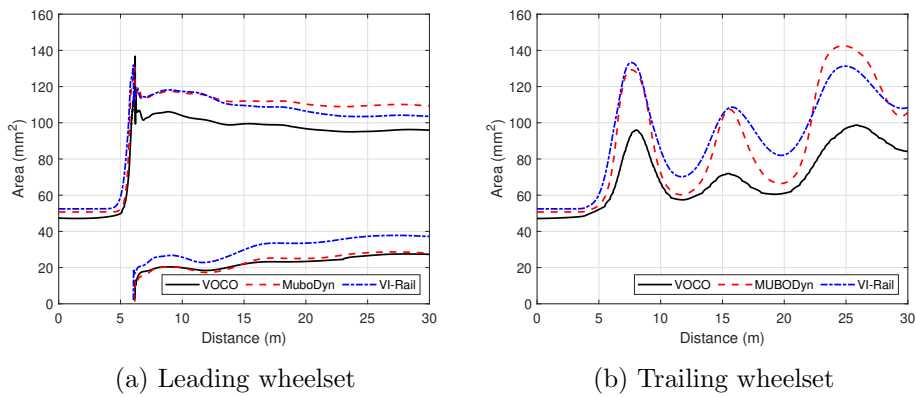 160
140
120
100
80
60
40
20
0
Area (mm²)
0 5 10 15 20 25 30
Distance (m)
VOCO MuboDyn VI-Rail
(a) Leading wheelset
160
140
120
100
80
60
40
20
0
Area (mm²)
0 5 10 15 20 25 30
Distance (m)
VOCO MUBODyn VI-Rail
(b) Trailing wheelset